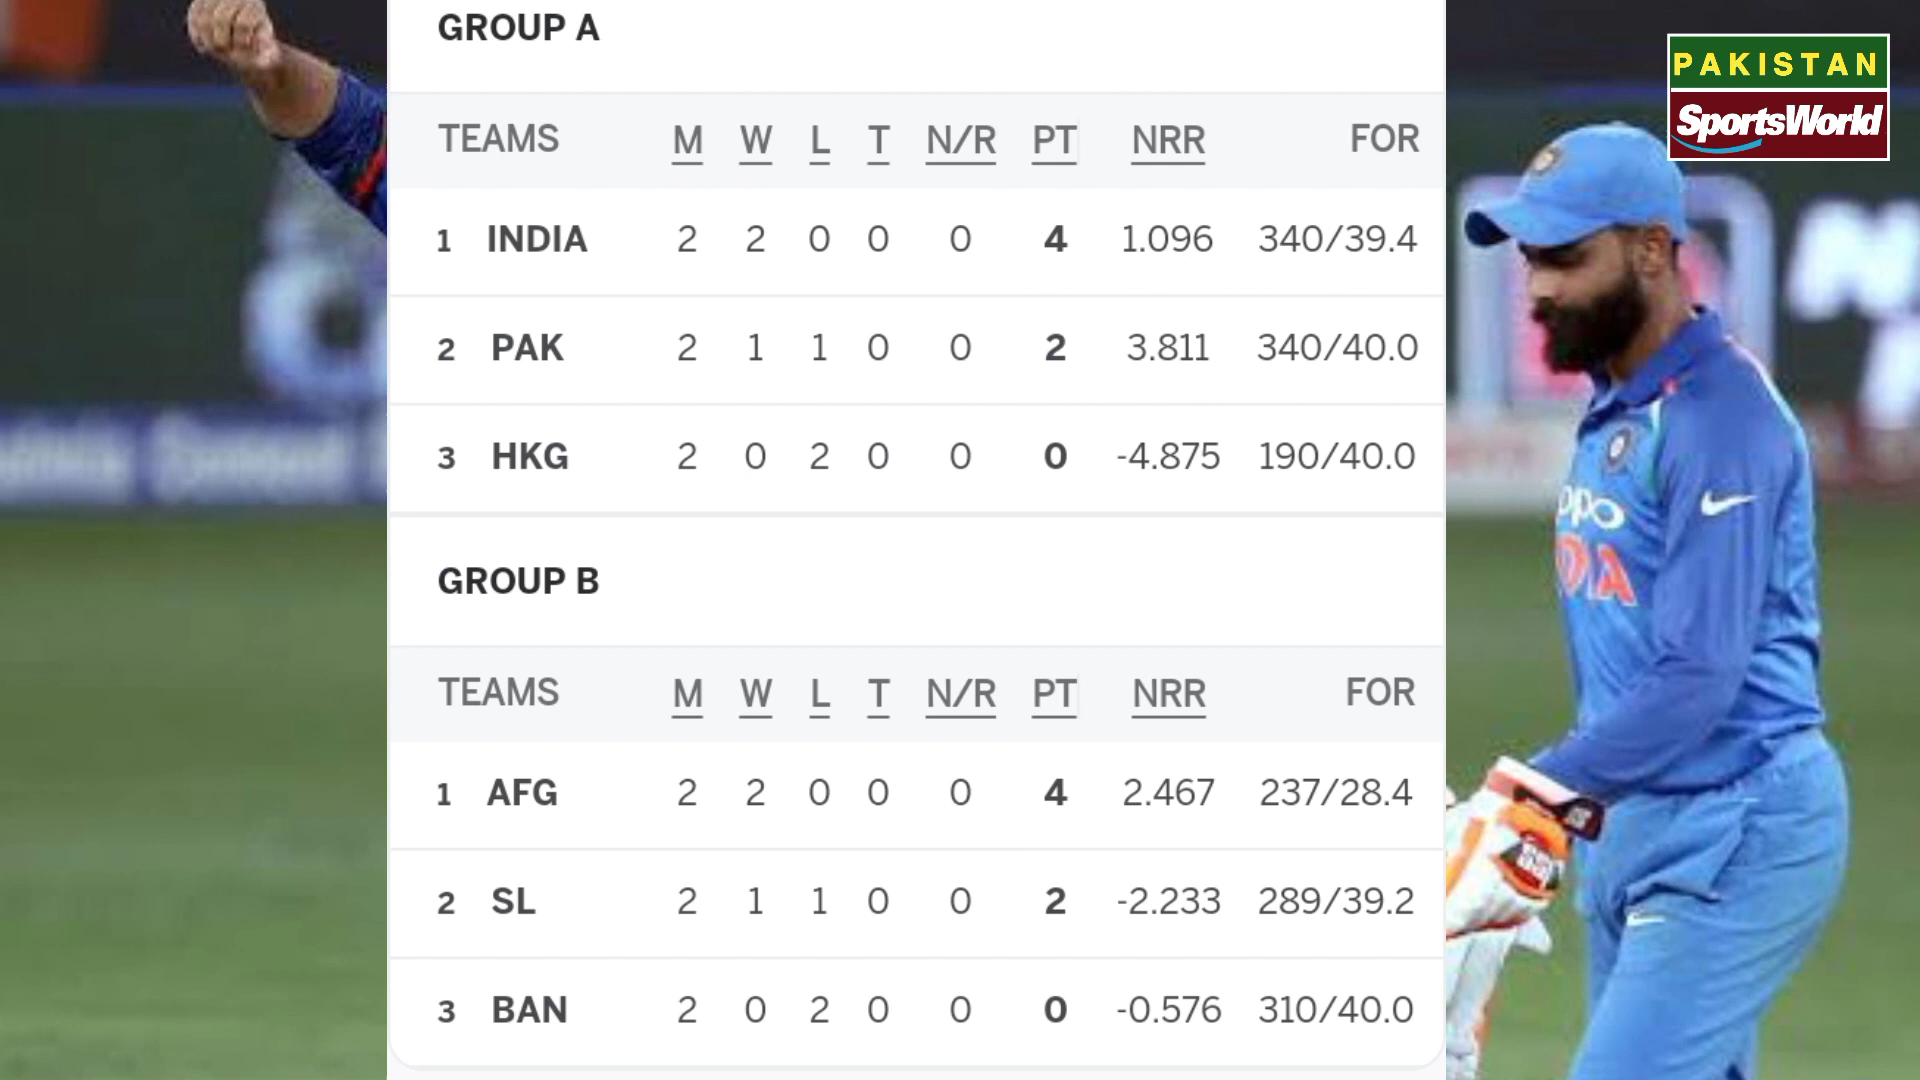 GROUP A
PAKISTAN
SportsWorld
TEAMS M W L T N/R PT NRR FOR
1 INDIA 2 2 0 0 0 4 1.096 340/39.4
2 PAK 2 1 1 0 0 2 3.811 340/40.0
3 HKG 2 0 2 0 0 0 -4.875 190/40.0
oppo
GROUP B
TEAMS M W L T N/R PT NRR FOR
1 AFG 2 2 0 0 0 4 2.467 237/28.4
2 SL 2 1 1 0 0 2 -2.233 289/39.2
3 BAN 2 0 2 0 0 0 -0.576 310/40.0